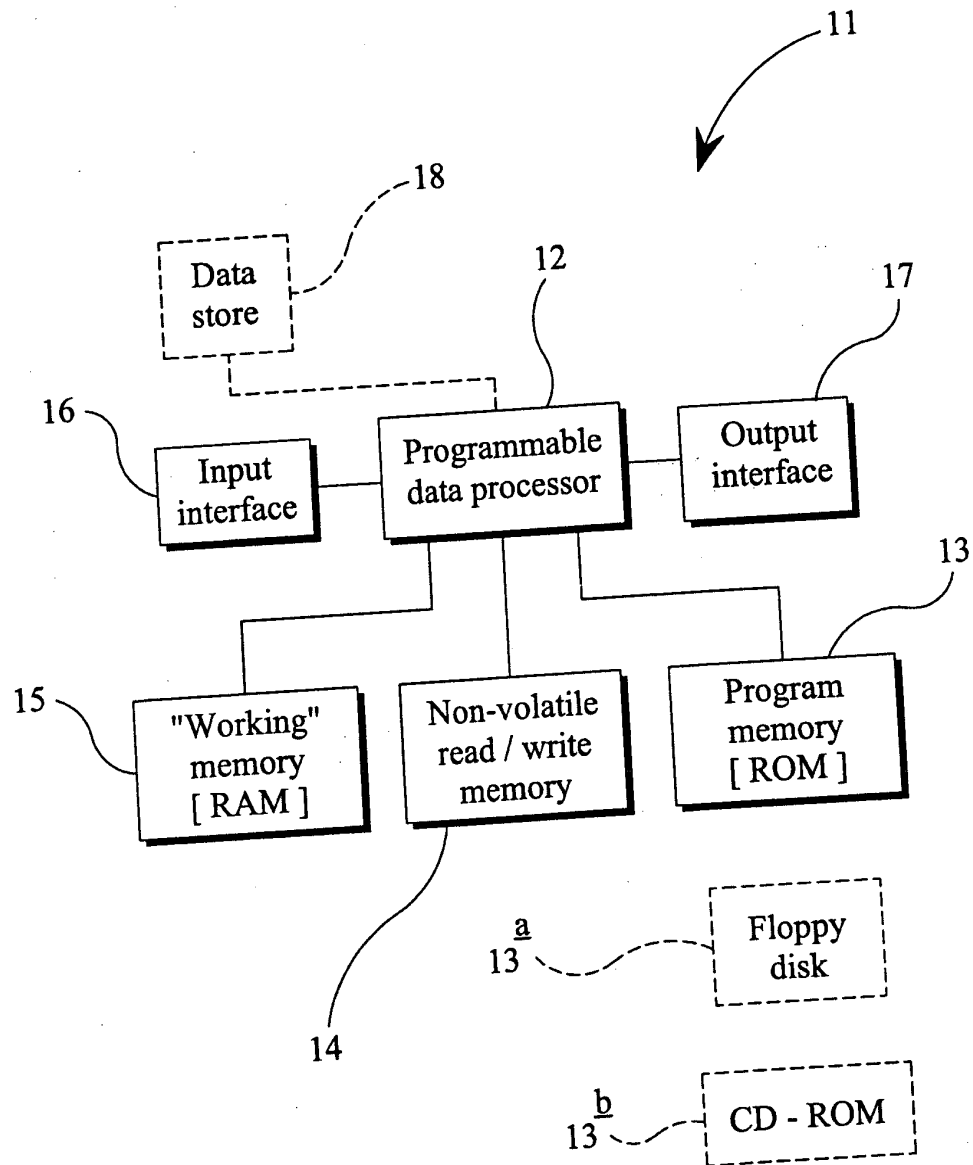 11
18
Data
store
12
17
16
Input
interface
Programmable
data processor
Output
interface
13
15
"Working"
memory
[ RAM ]
Non-volatile
read / write
memory
Program
memory
[ ROM ]
14
13a
Floppy
disk
13b
CD - ROM